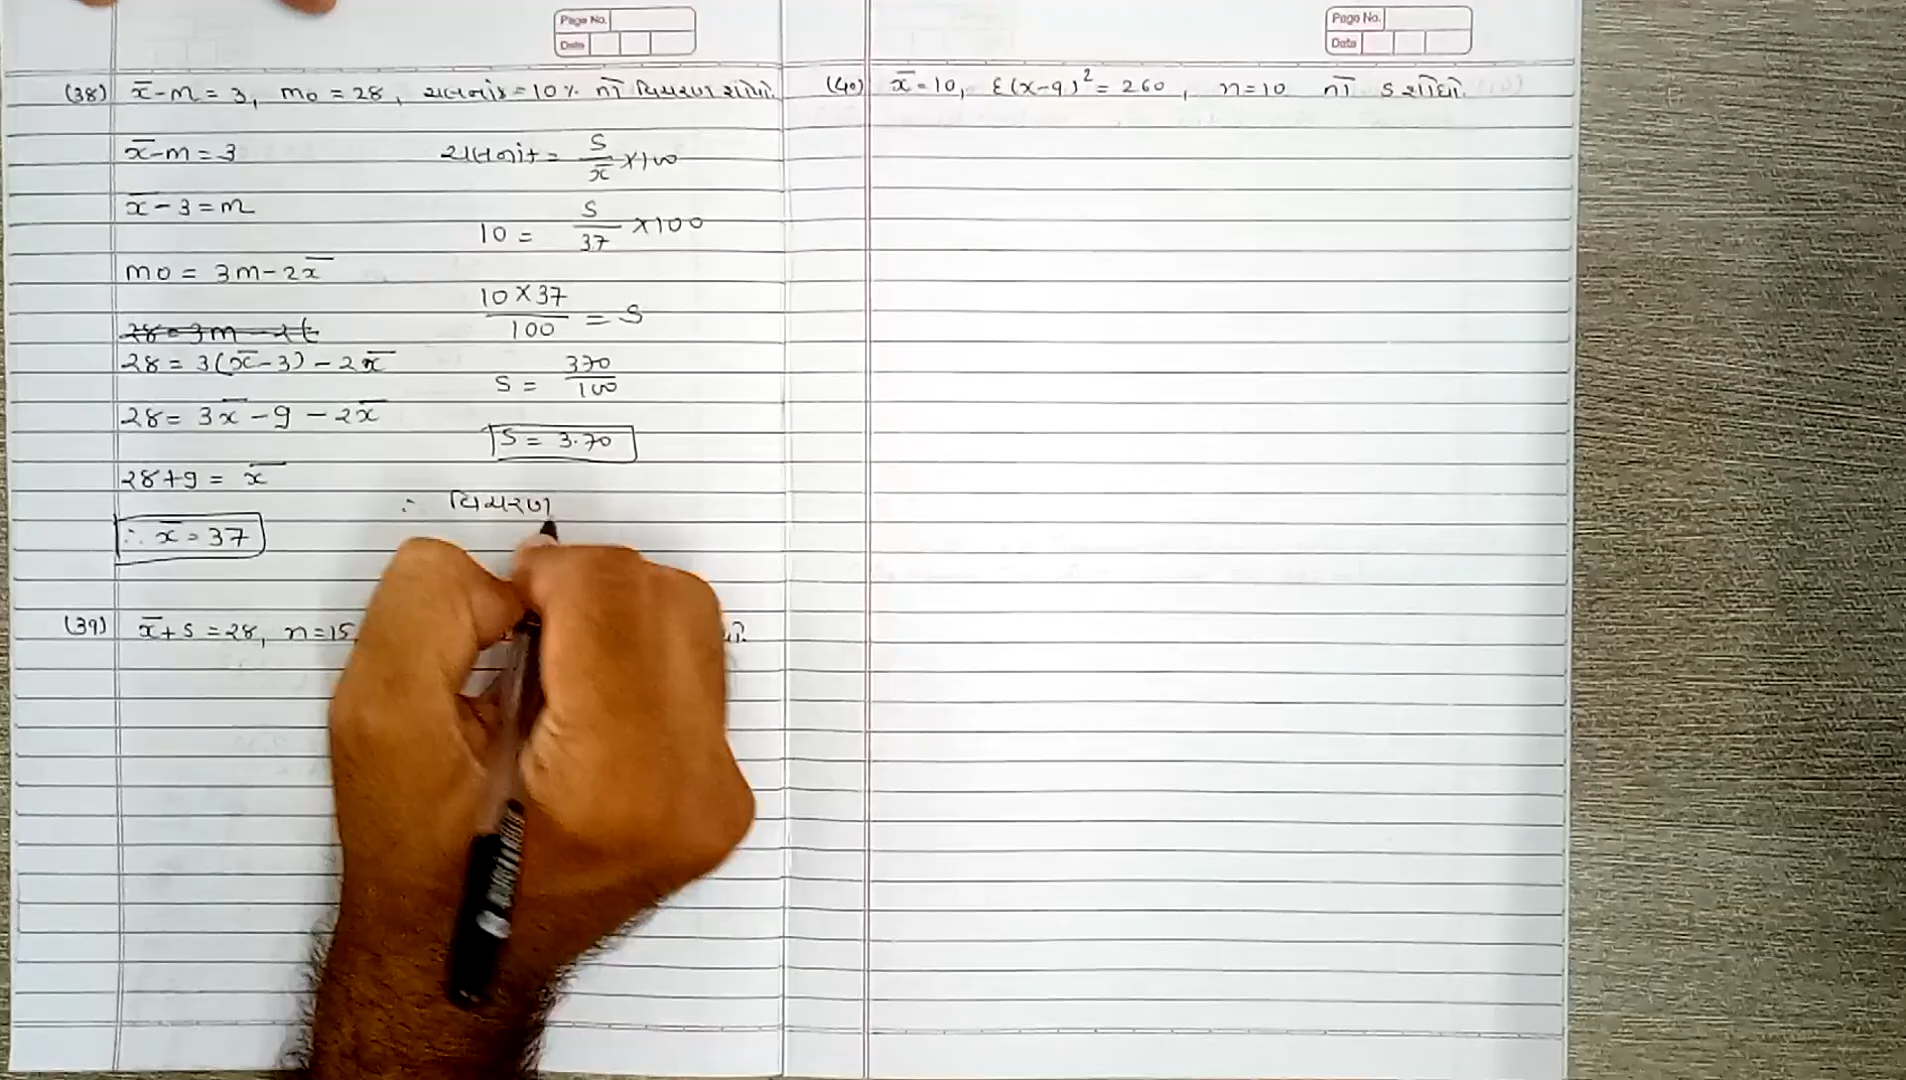 Page No.
Date
(38) x̄-m=3, mo=28, ચલનાંક=10% તો વિચરણ શોધો.
x̄-m=3
x̄-3=m
mo = 3m-2x̄
28=3(x̄-3)-2x̄
28= 3x̄-9-2x̄
28+9= x̄
∴ x̄=37
ચલનાંક= S/x̄ ×100
10= S/37 ×100
10×37/100 = S
S= 370/100
S= 3.70
∴ વિચરણ
(39) x̄+S=28, n=15,
Page No.
Date
(40) x̄=10, Σ(x-9)²=260, n=10 તો S શોધો.